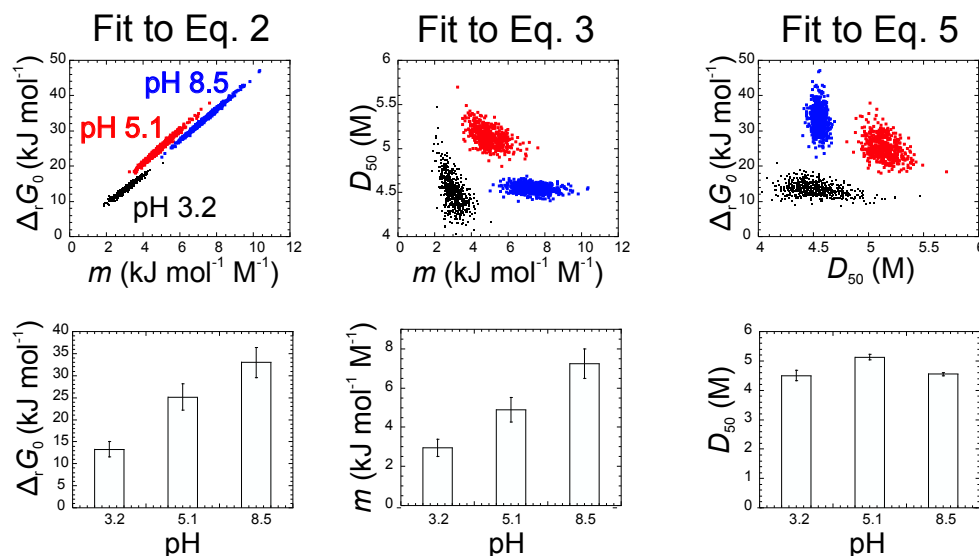 Fit to Eq. 2
Fit to Eq. 3
Fit to Eq. 5
ΔrG0 (kJ mol-1)
50
40
30
20
10
0
pH 8.5
pH 5.1
pH 3.2
0 2 4 6 8 10 12
m (kJ mol-1 M-1)
D50 (M)
6
5.5
5
4.5
4
0 2 4 6 8 10 12
m (kJ mol-1 M-1)
ΔrG0 (kJ mol-1)
50
40
30
20
10
0
4 4.5 5 5.5 6
D50 (M)
ΔrG0 (kJ mol-1)
40
35
30
25
20
15
10
5
0
3.2 5.1 8.5
pH
m (kJ mol-1 M-1)
8
6
4
2
0
3.2 5.1 8.5
pH
D50 (M)
6
5
4
3
2
1
0
3.2 5.1 8.5
pH